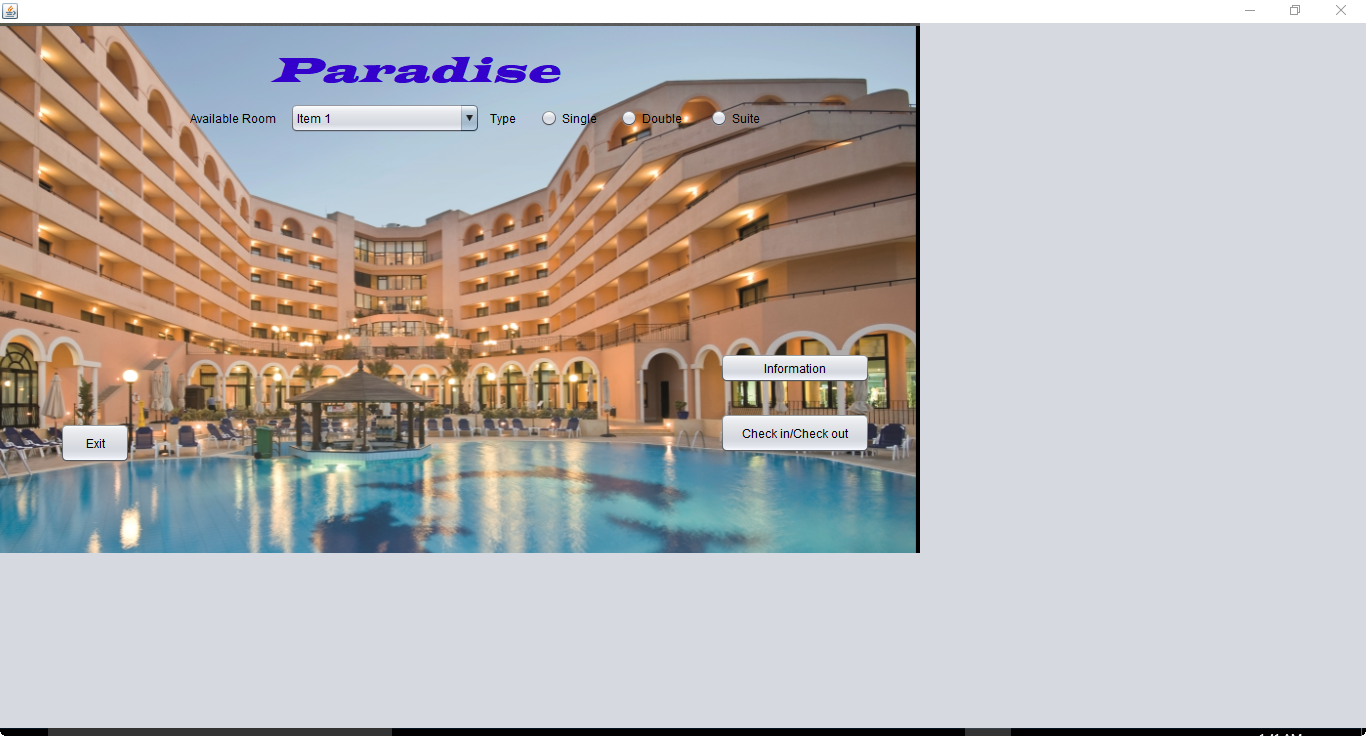 Paradise
Available Room Item 1 Type Single Double Suite
Information
Check in/Check out
Exit